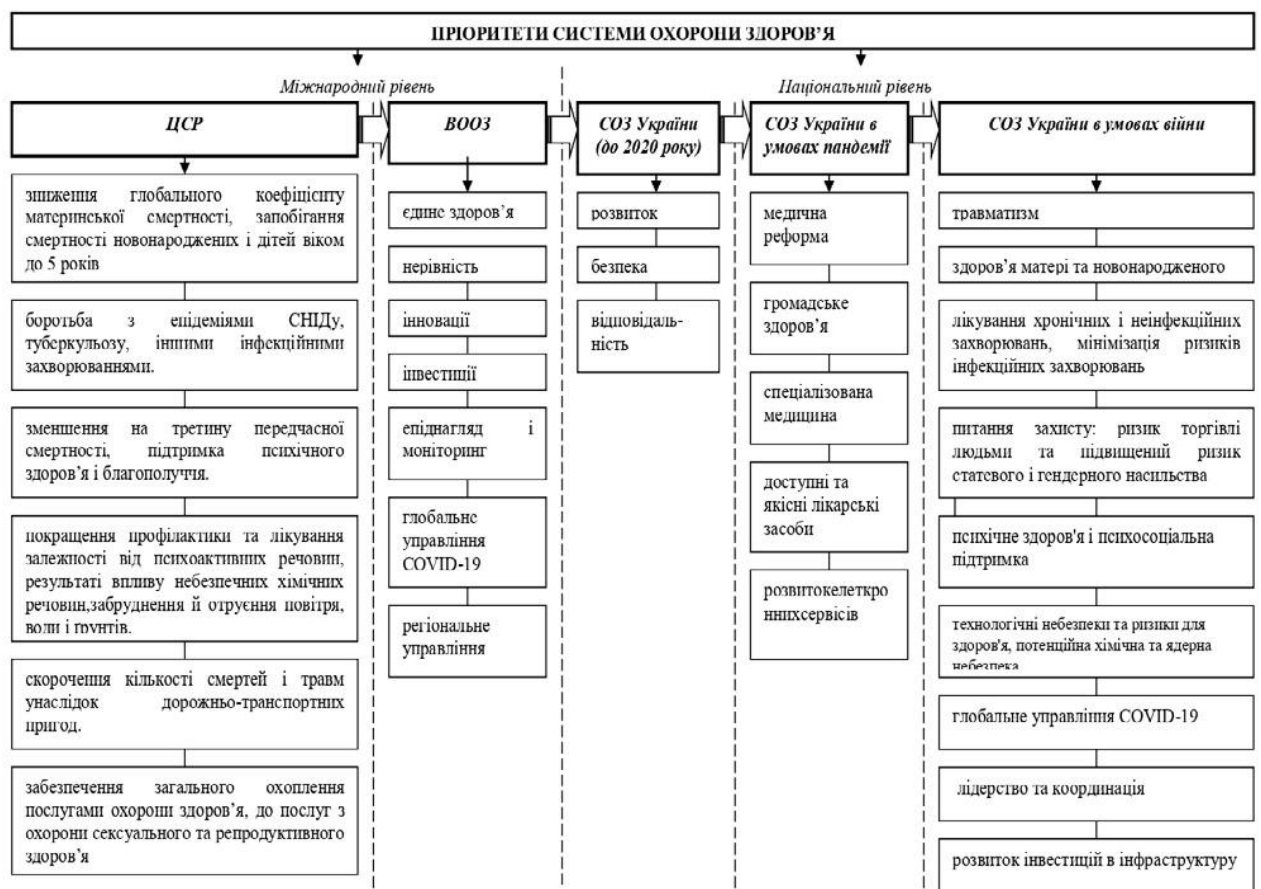 ПРІОРИТЕТИ СИСТЕМИ ОХОРОНИ ЗДОРОВ’Я
Міжнародний рівень
Національний рівень
ЦСР
зниження глобального коефіцієнту
материнської смертності, запобігання
смертності новонароджених і дітей віком
до 5 років
боротьба з епідеміями СНІДу,
туберкульозу, іншими інфекційними
захворюваннями.
зменшення на третину передчасної
смертності, підтримка психічного
здоров’я і благополуччя.
покращення профілактики та лікування
залежності від психоактивних речовин,
результаті впливу небезпечних хімічних
речовин,забруднення й отруєння повітря,
води і ґрунтів.
скорочення кількості смертей і травм
унаслідок дорожньо-транспортних
пригод.
забезпечення загального охоплення
послугами охорони здоров’я, до послуг з
охорони сексуального та репродуктивного
здоров’я
ВООЗ
єдине здоров’я
нерівність
інновації
інвестиції
епіднагляд і
моніторинг
глобальне
управління
COVID-19
регіональне
управління
СОЗ України
(до 2020 року)
розвиток
безпека
відповідаль-
ність
СОЗ України в
умовах пандемії
медична
реформа
громадське
здоров’я
спеціалізована
медицина
доступні та
якісні лікарські
засоби
розвитокелеткро
ннихсервісів
СОЗ України в умовах війни
травматизм
здоров’я матері та новонародженого
лікування хронічних і неінфекційних
захворювань, мінімізація ризиків
інфекційних захворювань
питання захисту: ризик торгівлі
людьми та підвищений ризик
статевого і гендерного насильства
психічне здоров'я і психосоціальна
підтримка
технологічні небезпеки та ризики для
здоров'я, потенційна хімічна та ядерна
небезпека
глобальне управління COVID-19
лідерство та координація
розвиток інвестицій в інфраструктуру